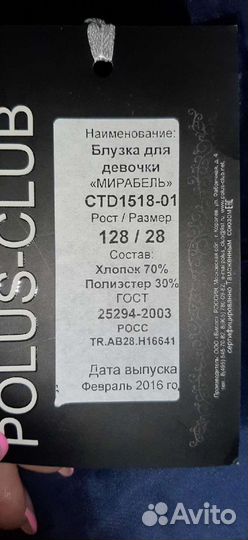 POLUS-CLUB
Наименование:
Блузка для
девочки
«МИРАБЕЛЬ»
CTD1518-01
Рост / Размер
128 / 28
Состав:
Хлопок 70%
Полиэстер 30%
ГОСТ
25294-2003
РОСС
TR.AB28.H16641
Дата выпуска
Февраль 2016 го
Avito